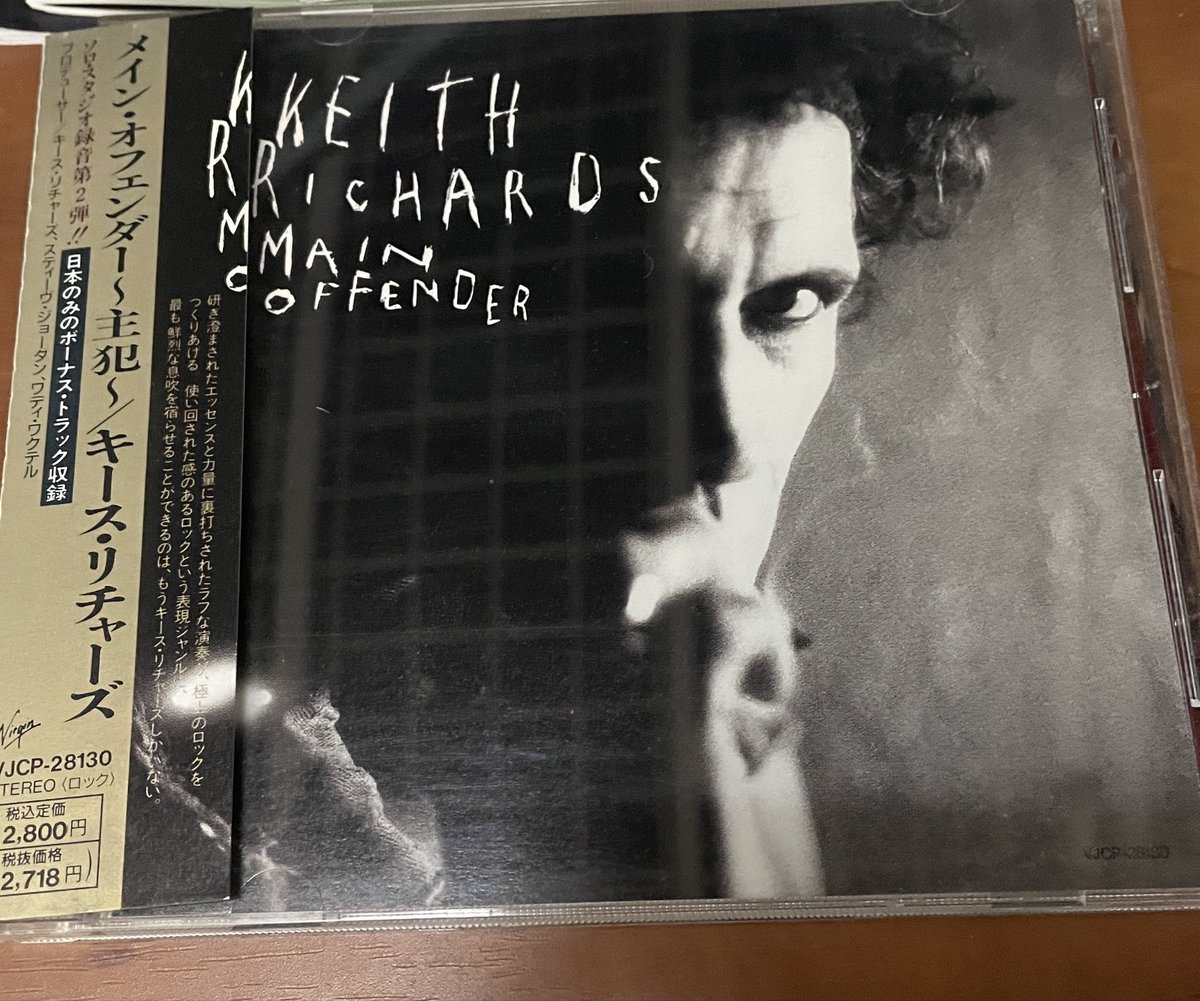 K KEITH
R RICHARDS
M MAIN
O OFFENDER
研ぎ澄まされたエッセンスと力量に裏打ちされたラフな演奏が、極上のロックを
つくりあげる 使い回された感のあるロックという表現ジャンル
最も鮮烈な息吹を宿らせることができるのは、もうキース・リチャーズしかいない。
メイン・オフェンダー〜主犯〜/キース・リチャーズ
ソロ・スタジオ録音第2弾!!
日本のみのボーナス・トラック収録
プロデューサー/キース・リチャーズ、スティーヴ・ジョーダン、ワディ・ワクテル
Virgin
VJCP-28130
STEREO〈ロック〉
税込定価
2,800円
税抜価格
2,718円)
VJCP-28130